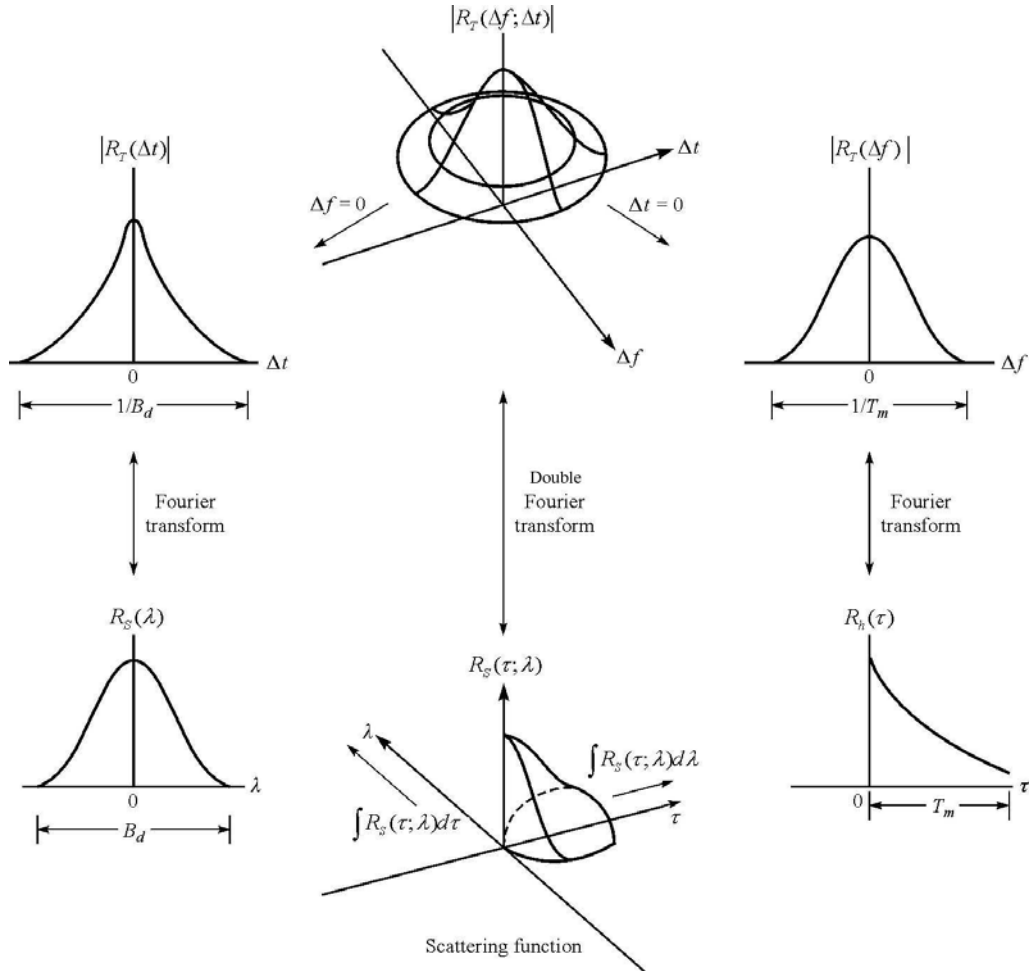 |R_T(Δf; Δt)|
|R_T(Δt)|
Δt
|R_T(Δf)|
Δf = 0
Δt = 0
Δt
Δf
Δf
0
0
1/B_d
1/T_m
Fourier
transform
Double
Fourier
transform
Fourier
transform
R_S(λ)
R_h(τ)
R_S(τ; λ)
λ
∫R_S(τ; λ)dλ
∫R_S(τ; λ)dτ
τ
0
λ
0
τ
B_d
T_m
Scattering function